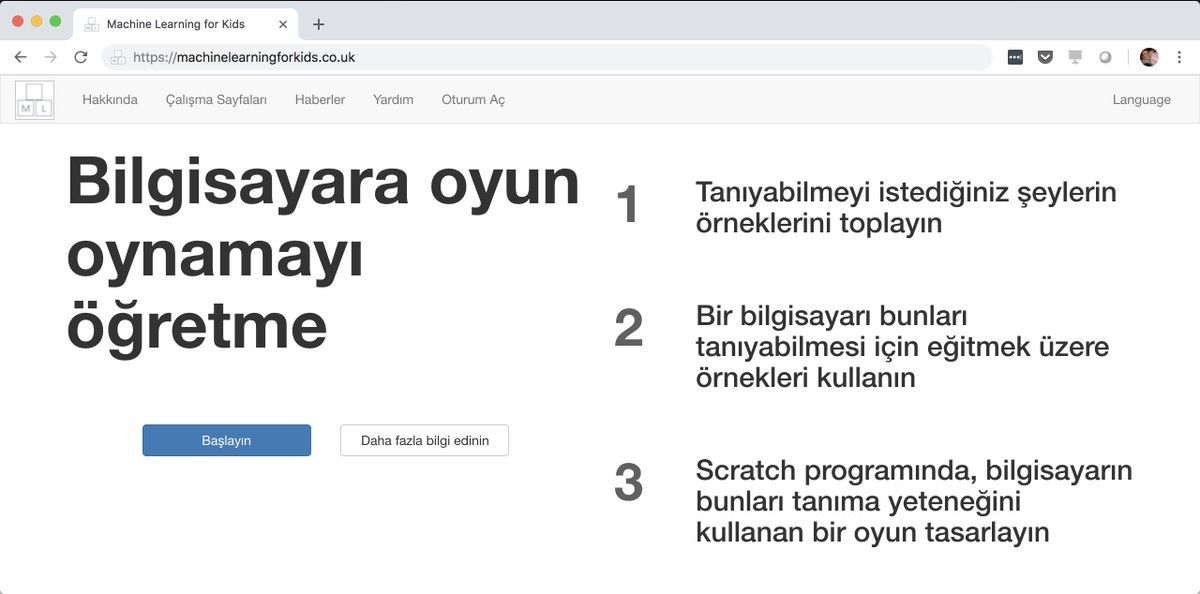 Machine Learning for Kids
https://machinelearningforkids.co.uk
M L
Hakkında
Çalışma Sayfaları
Haberler
Yardım
Oturum Aç
Language
Bilgisayara oyun
oynamayı
öğretme
Başlayın
Daha fazla bilgi edinin
1
Tanıyabilmeyi istediğiniz şeylerin
örneklerini toplayın
2
Bir bilgisayarı bunları
tanıyabilmesi için eğitmek üzere
örnekleri kullanın
3
Scratch programında, bilgisayarın
bunları tanıma yeteneğini
kullanan bir oyun tasarlayın